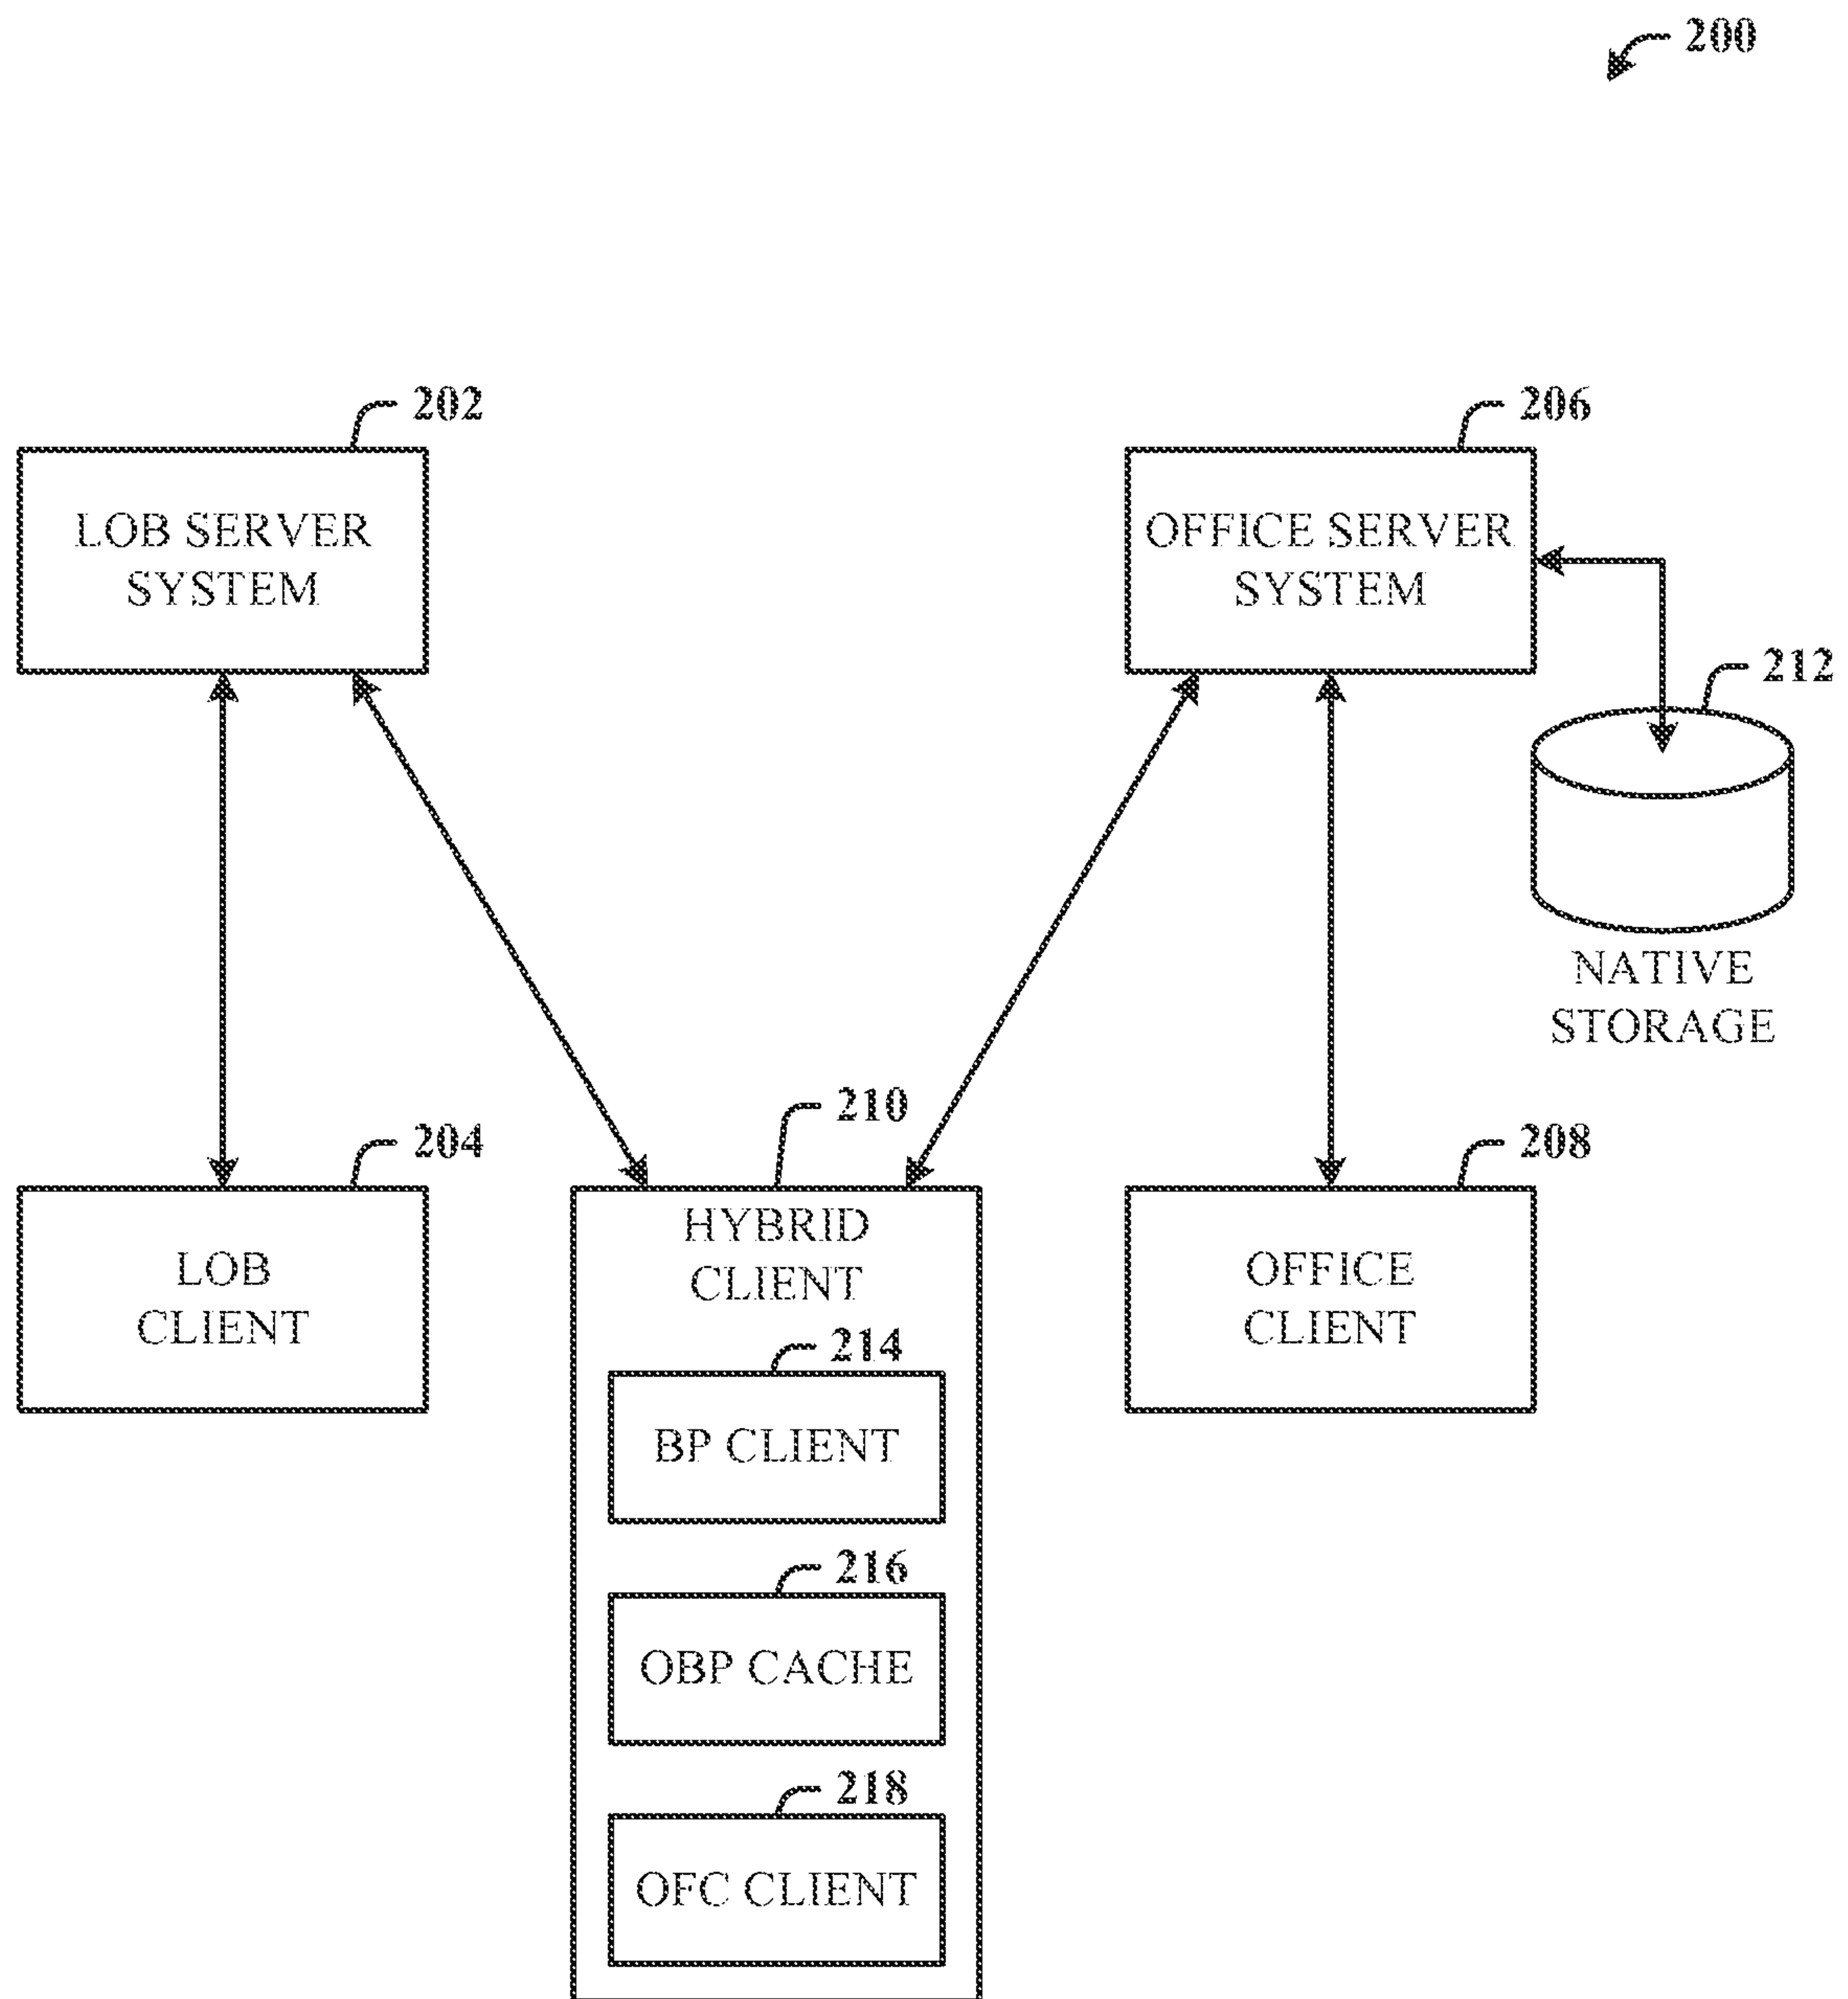 200
202
LOB SERVER
SYSTEM
206
OFFICE SERVER
SYSTEM
212
NATIVE
STORAGE
204
LOB
CLIENT
210
HYBRID
CLIENT
214
BP CLIENT
216
OBP CACHE
218
OFC CLIENT
208
OFFICE
CLIENT